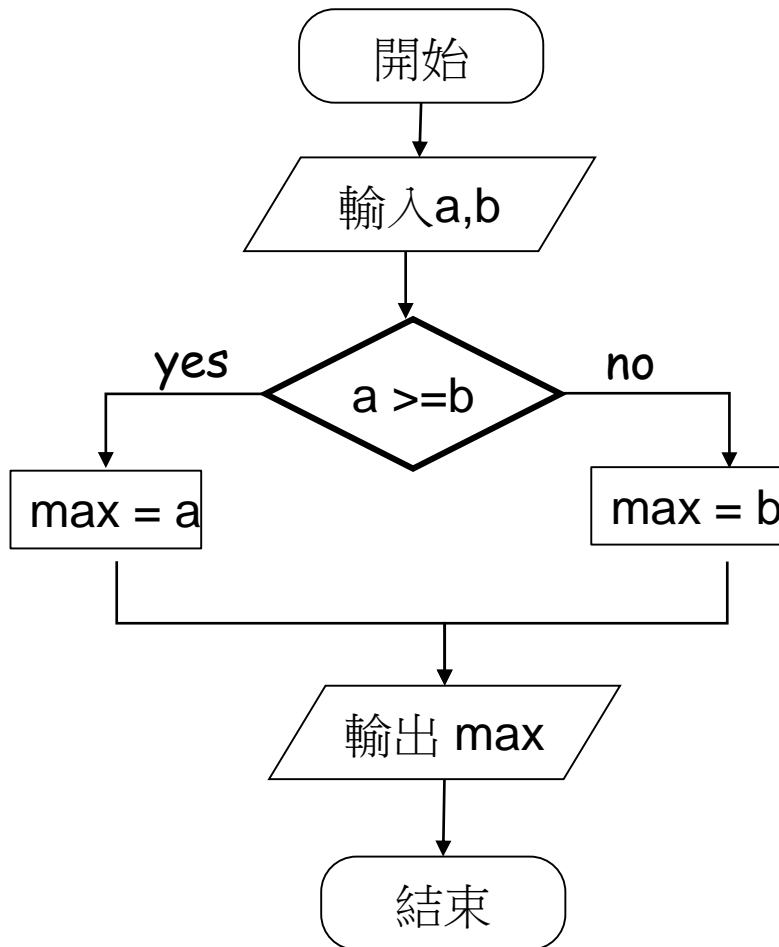 開始
輸入a,b
a >=b
yes
no
max = a
max = b
輸出 max
結束